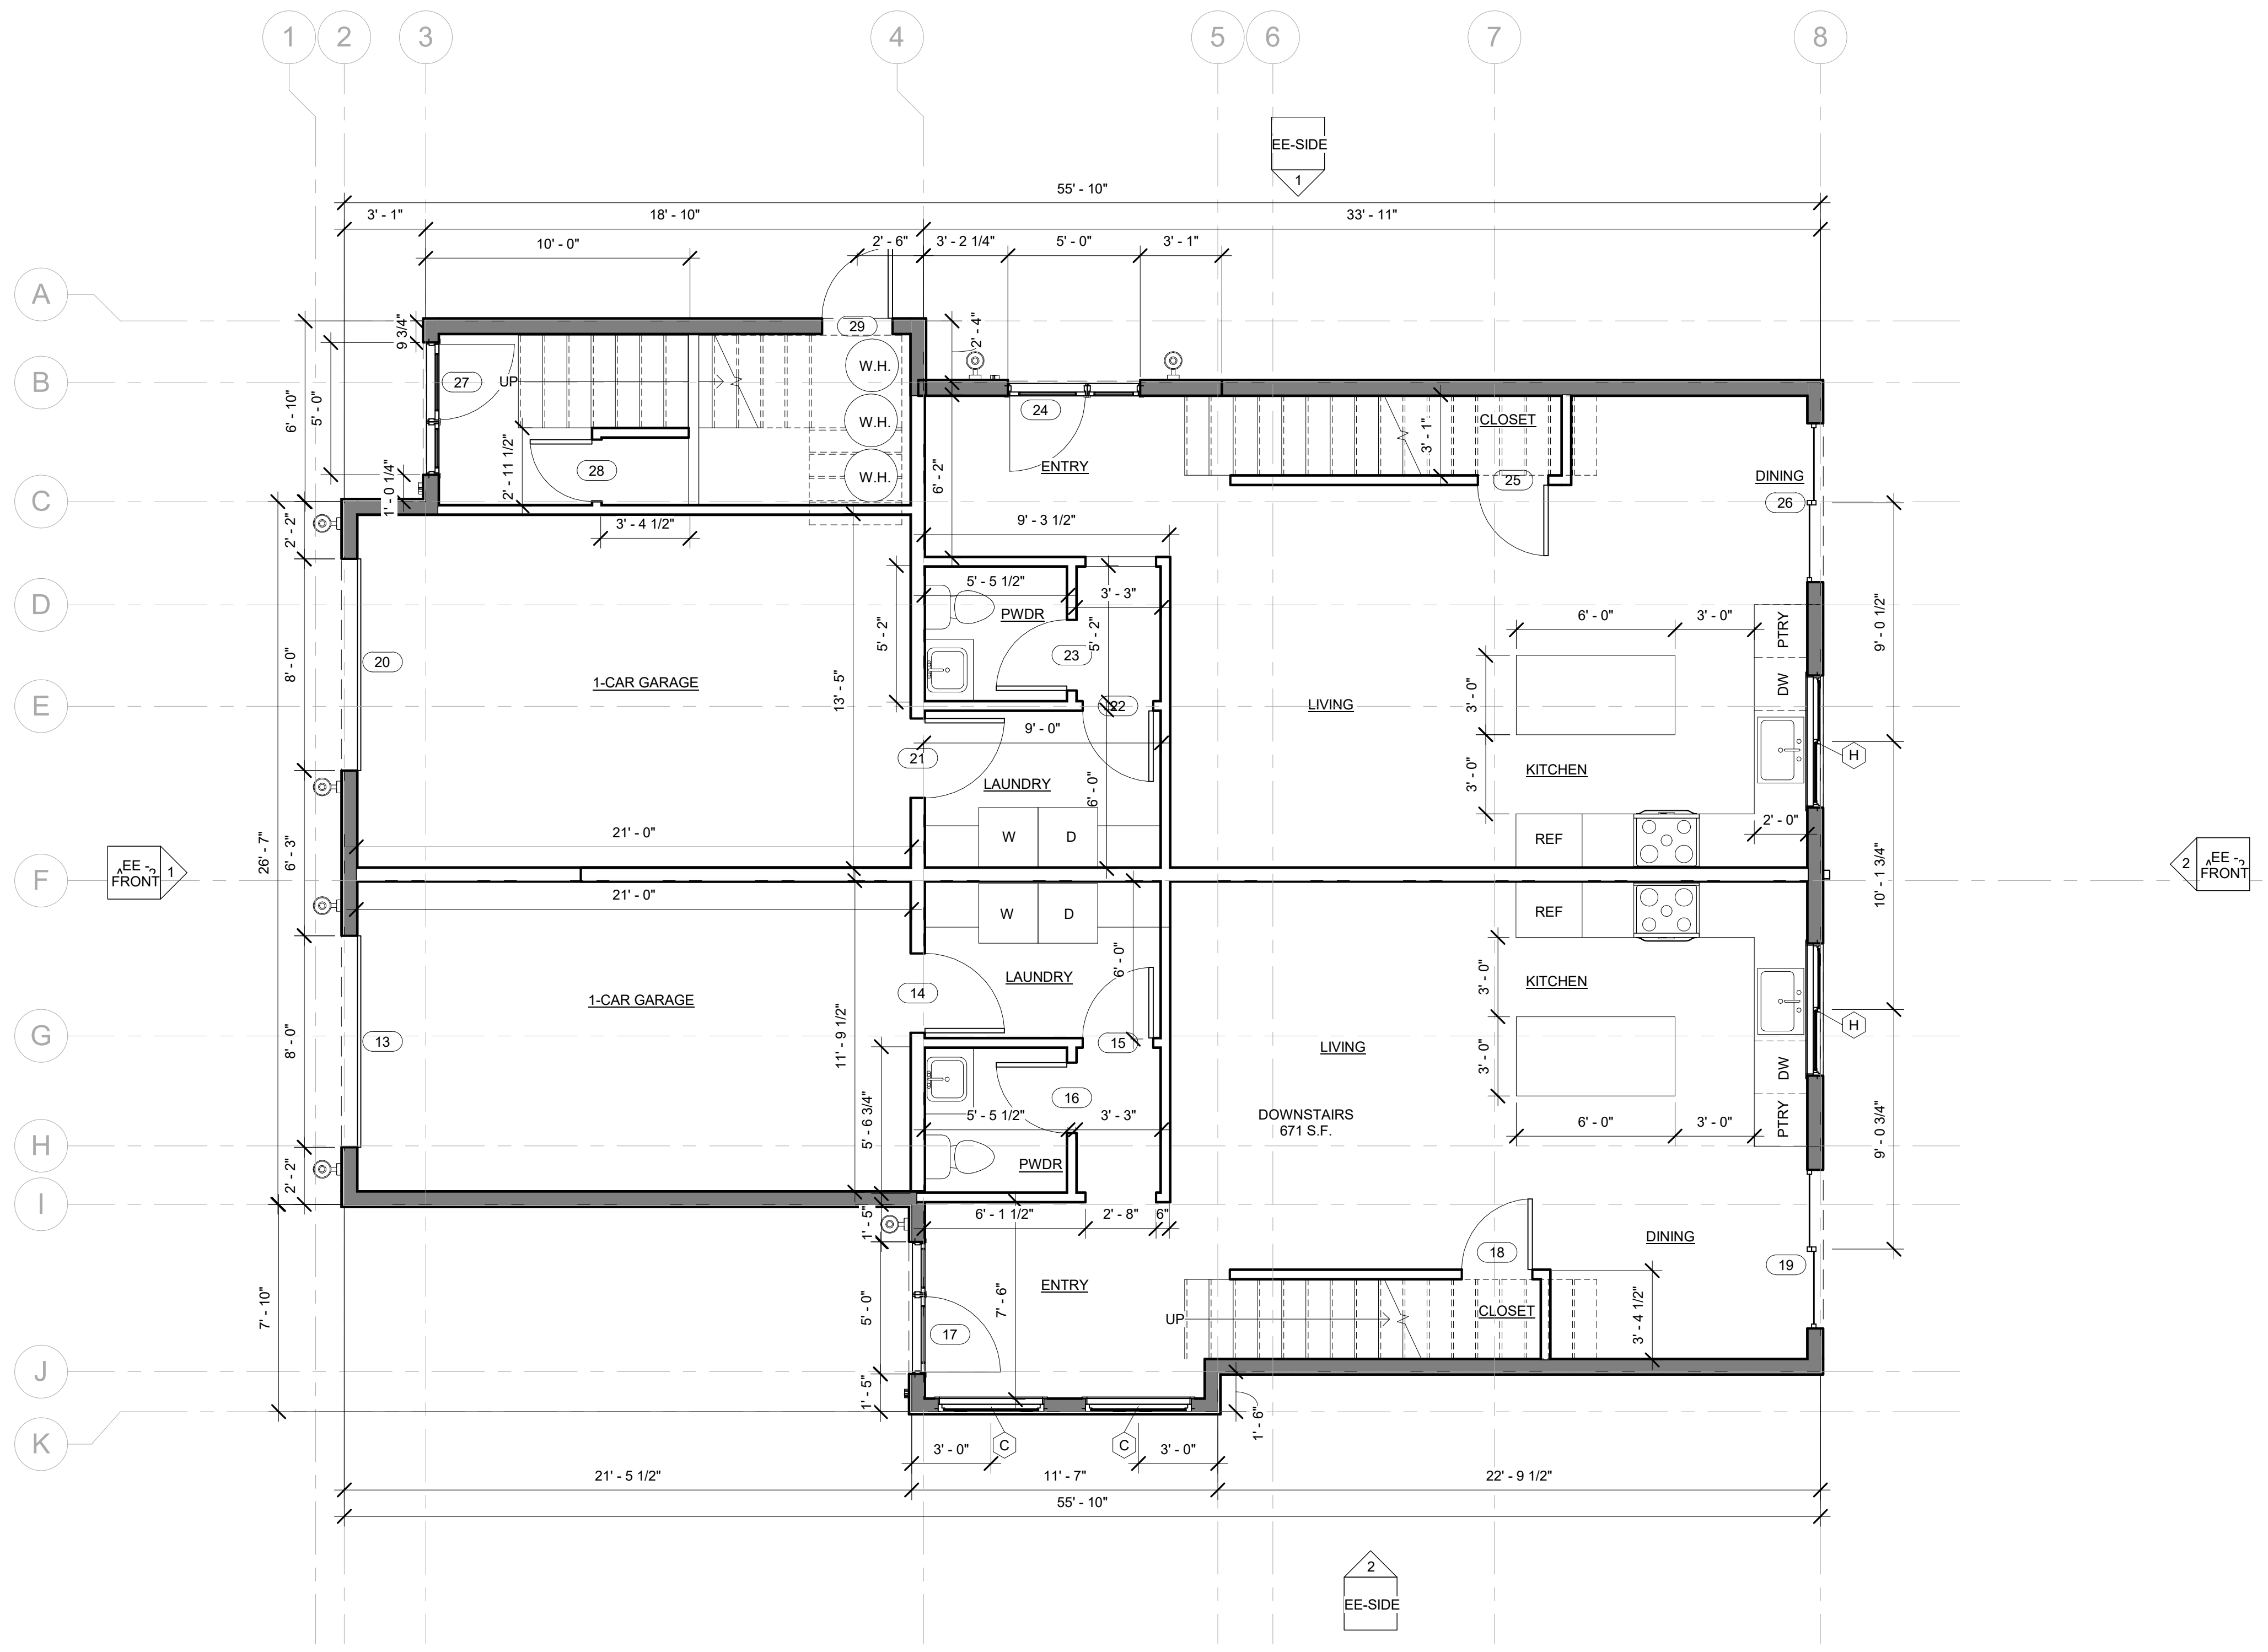 1 2 3 4 5 6 7 8
EE-SIDE
1
55' - 10"
3' - 1" 18' - 10" 33' - 11"
10' - 0" 2' - 6" 3' - 2 1/4" 5' - 0" 3' - 1"
A
9 3/4"
29
2' - 4"
B
27
UP
W.H.
24
CLOSET
6' - 10"
5' - 0"
W.H.
3' - 1"
28
2' - 11 1/2"
ENTRY
6' - 2"
W.H.
25
DINING
1' - 0 1/4"
C
26
2' - 2"
3' - 4 1/2"
9' - 3 1/2"
5' - 5 1/2"
3' - 3"
D
PWDR
6' - 0"
3' - 0"
PTRY
9' - 0 1/2"
5' - 2"
5' - 2"
23
20
8' - 0"
1-CAR GARAGE
13' - 5"
DW
3' - 0"
E
22
LIVING
9' - 0"
21
H
LAUNDRY
6' - 0"
KITCHEN
3' - 0"
21' - 0"
W
D
REF
2' - 0"
26' - 7"
6' - 3"
EE -
FRONT
1
F
2
EE -
FRONT
10' - 1 3/4"
21' - 0"
W
D
REF
LAUNDRY
6' - 0"
KITCHEN
3' - 0"
14
1-CAR GARAGE
11' - 9 1/2"
H
G
13
8' - 0"
15
LIVING
3' - 0"
DW
16
5' - 6 3/4"
5' - 5 1/2"
3' - 3"
DOWNSTAIRS
671 S.F.
6' - 0"
3' - 0"
PTRY
9' - 0 3/4"
H
2' - 2"
PWDR
I
1' - 5"
6' - 1 1/2"
2' - 8"
6"
DINING
18
19
ENTRY
7' - 6"
7' - 10"
5' - 0"
17
UP
CLOSET
3' - 4 1/2"
J
1' - 5"
1' - 6"
K
3' - 0"
C
C
3' - 0"
21' - 5 1/2" 11' - 7" 22' - 9 1/2"
55' - 10"
2
EE-SIDE